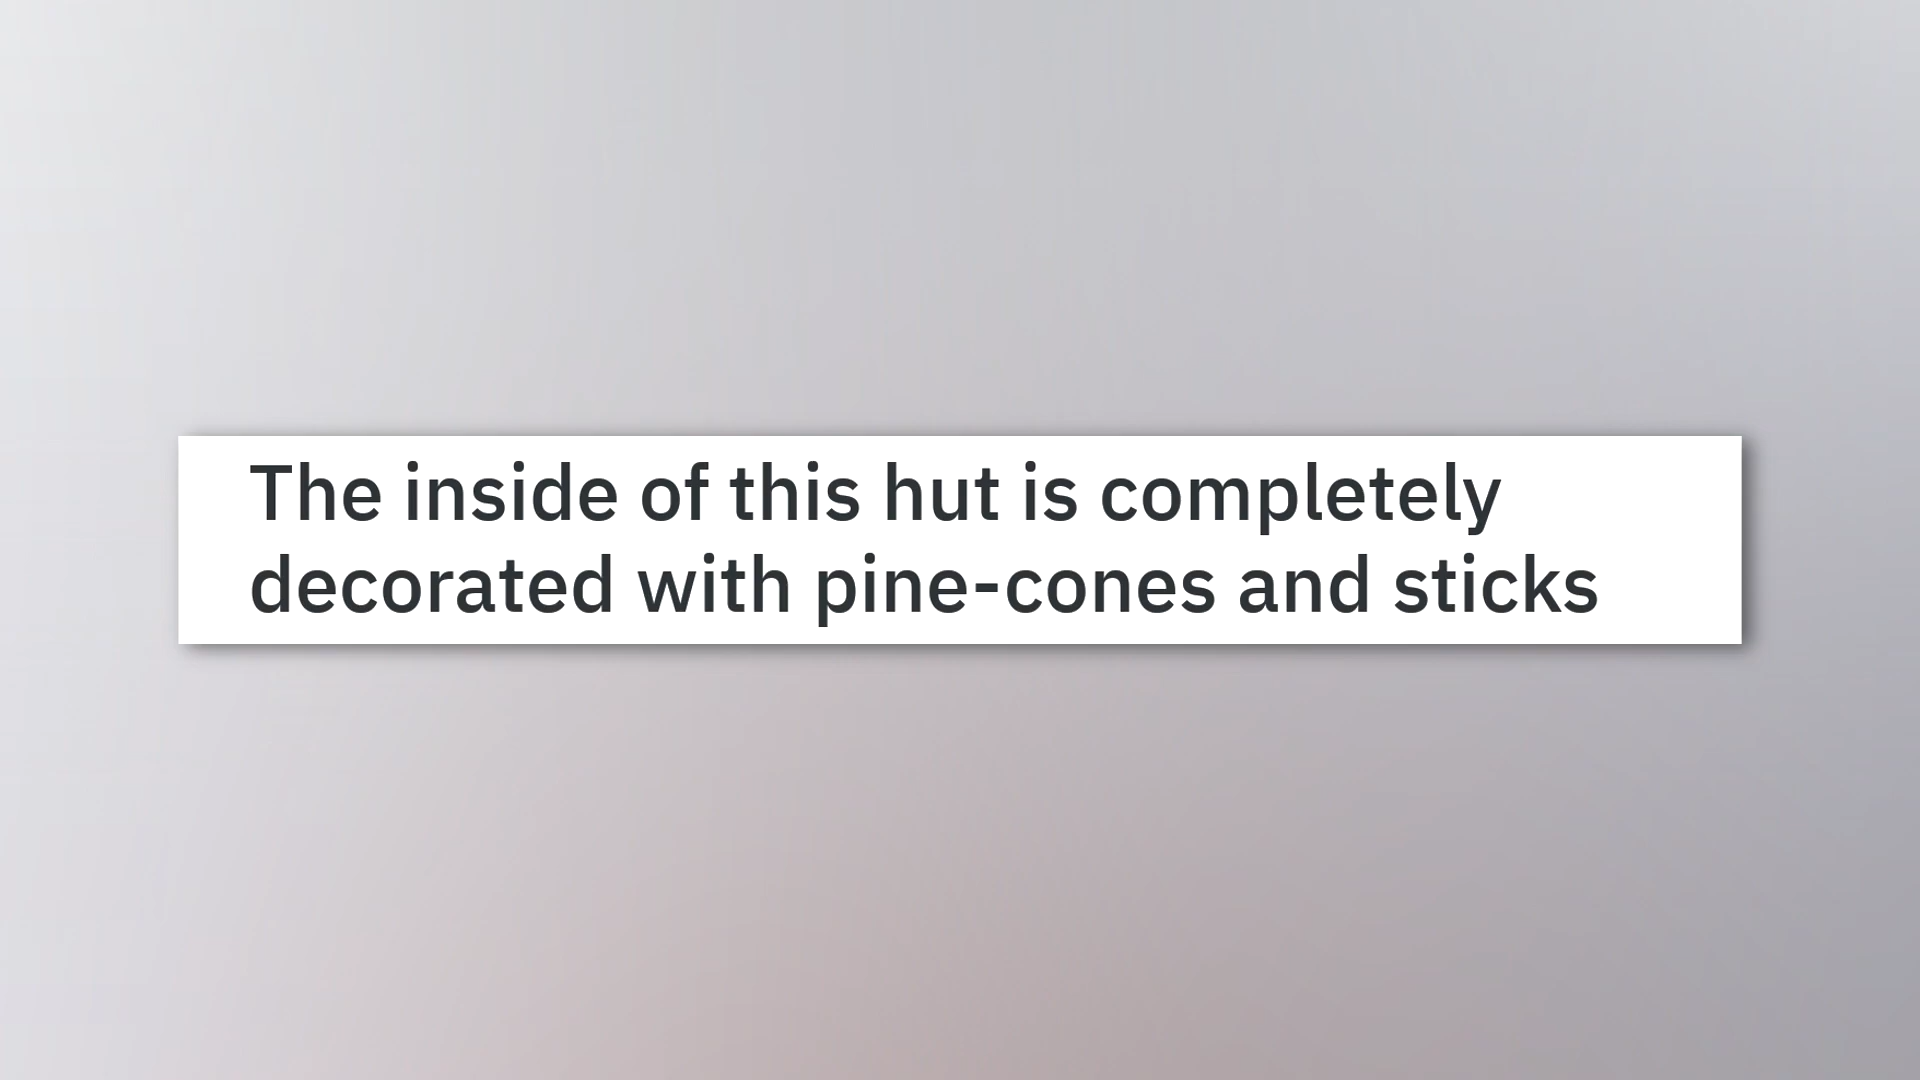 The inside of this hut is completely
decorated with pine-cones and sticks